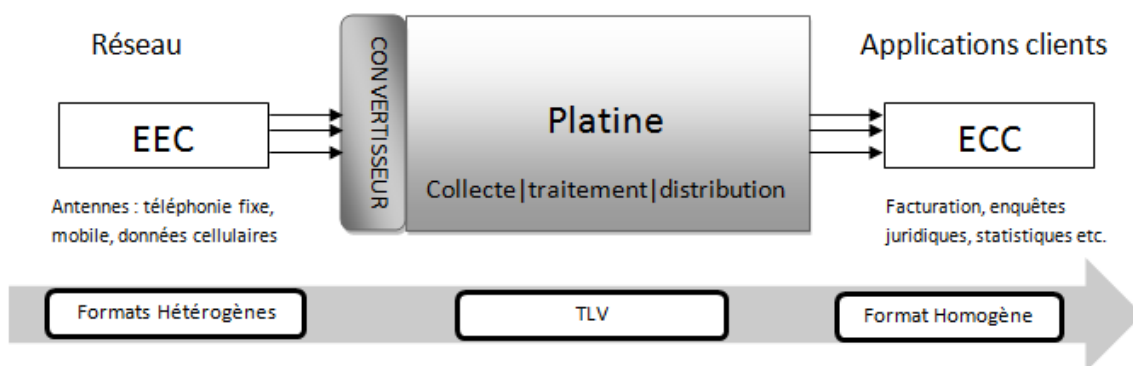 Réseau
Applications clients
CONVERTISSEUR
EEC
Platine
ECC
Collecte|traitement|distribution
Antennes : téléphonie fixe,
mobile, données cellulaires
Facturation, enquêtes
juridiques, statistiques etc.
Formats Hétérogènes
TLV
Format Homogène